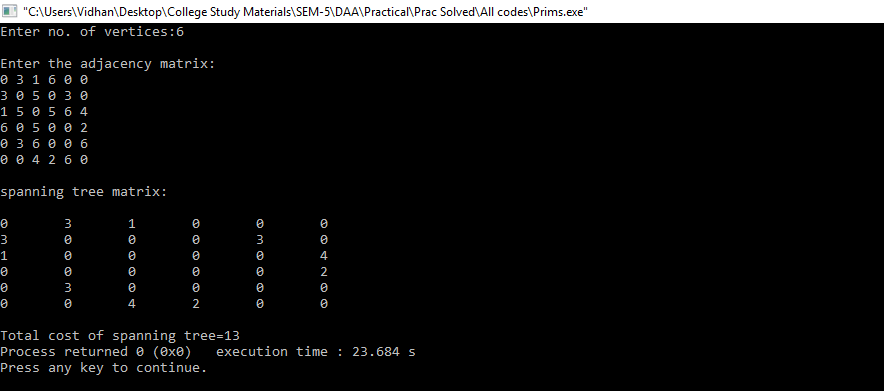 "C:\Users\Vidhan\Desktop\College Study Materials\SEM-5\DAA\Practical\Prac Solved\All codes\Prims.exe"
Enter no. of vertices:6
Enter the adjacency matrix:
0 3 1 6 0 0
3 0 5 0 3 0
1 5 0 5 6 4
6 0 5 0 0 2
0 3 6 0 0 6
0 0 4 2 6 0
spanning tree matrix:
0 3 1 0 0 0
3 0 0 0 3 0
1 0 0 0 0 4
0 0 0 0 0 2
0 3 0 0 0 0
0 0 4 2 0 0
Total cost of spanning tree=13
Process returned 0 (0x0) execution time : 23.684 s
Press any key to continue.